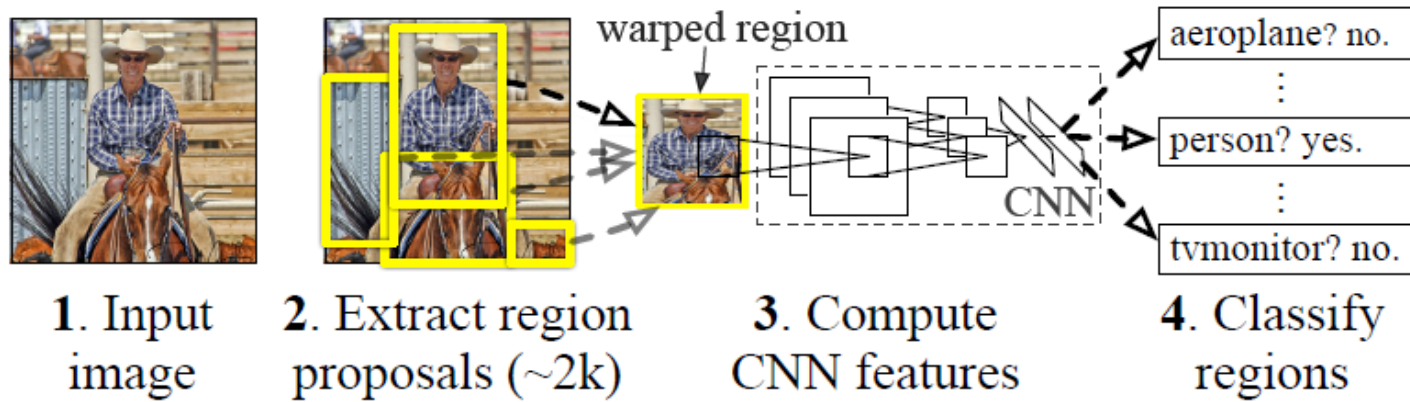 warped region
aeroplane? no.
⋮
person? yes.
⋮
tvmonitor? no.
CNN
1. Input
image
2. Extract region
proposals (~2k)
3. Compute
CNN features
4. Classify
regions